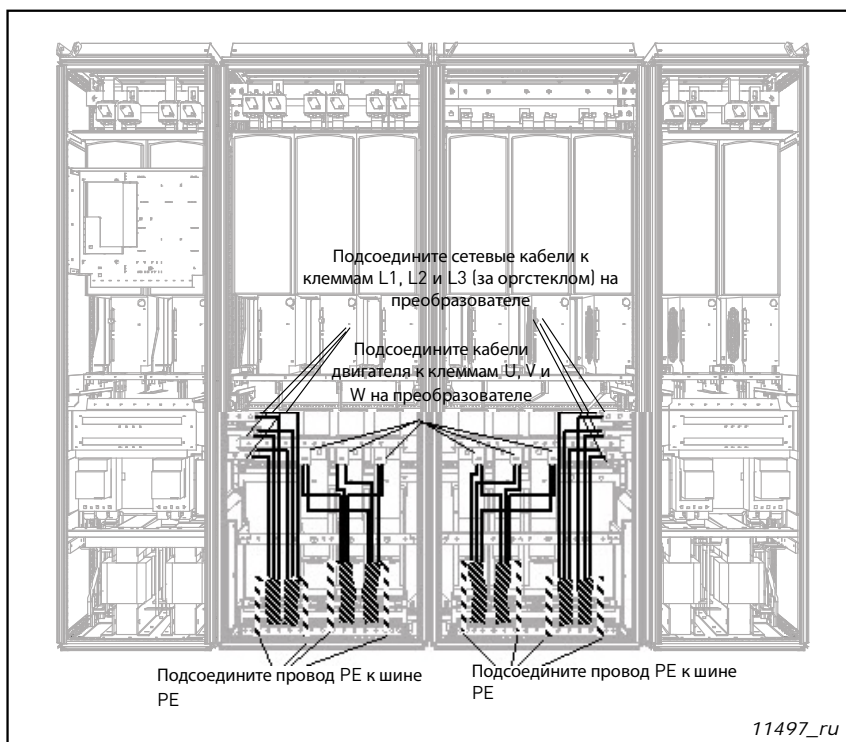 Подсоедините сетевые кабели к
клеммам L1, L2 и L3 (за оргстеклом) на
преобразователе
Подсоедините кабели
двигателя к клеммам U, V и
W на преобразователе
Подсоедините провод PE к шине
PE
Подсоедините провод PE к шине
PE
11497_ru